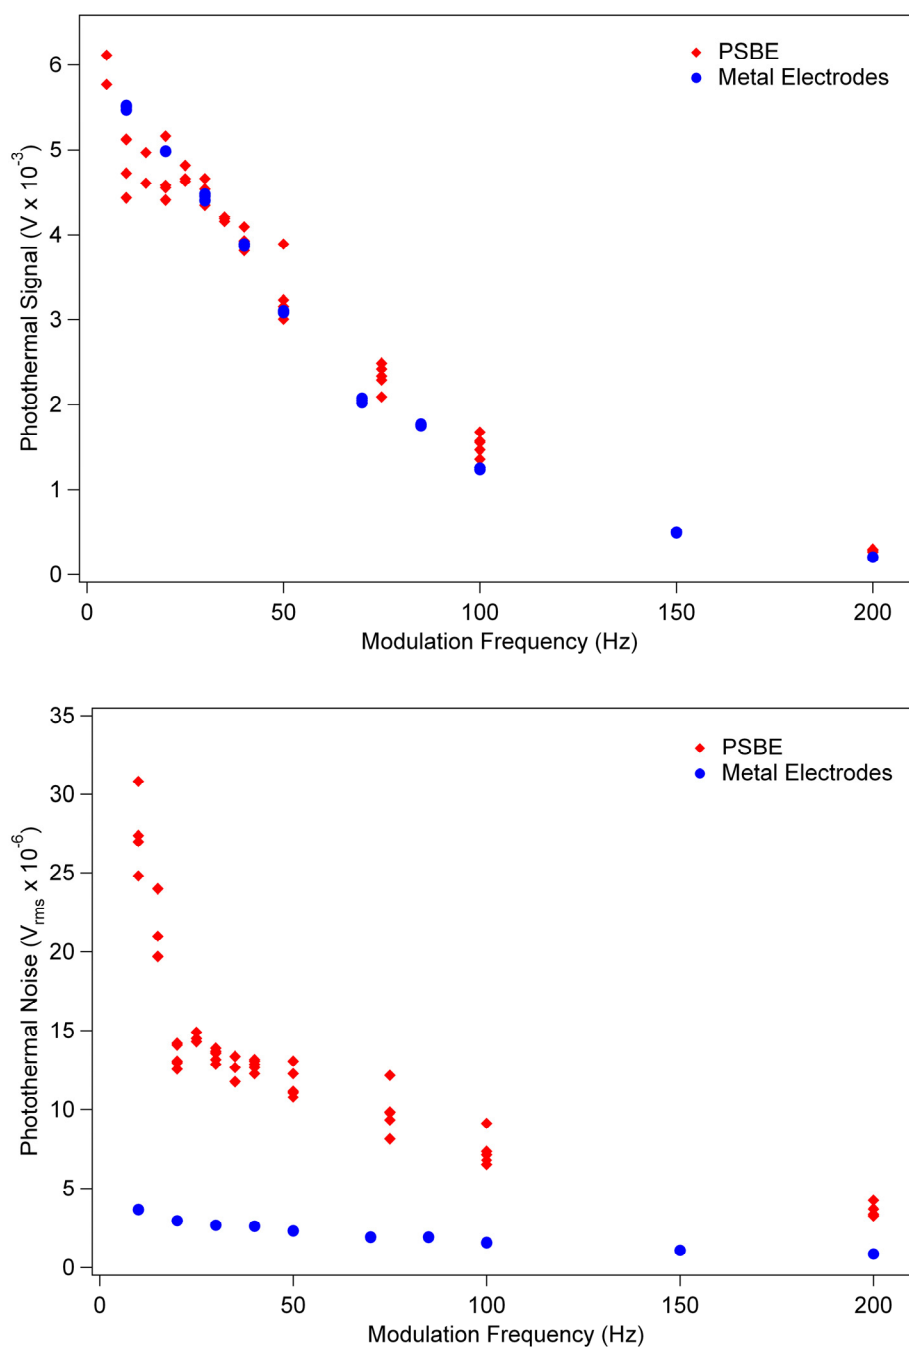 PSBE
Metal Electrodes
Photothermal Signal (V x 10⁻³)
6
5
4
3
2
1
0
0 50 100 150 200
Modulation Frequency (Hz)
PSBE
Metal Electrodes
Photothermal Noise (Vrms x 10⁻⁶)
35
30
25
20
15
10
5
0
0 50 100 150 200
Modulation Frequency (Hz)